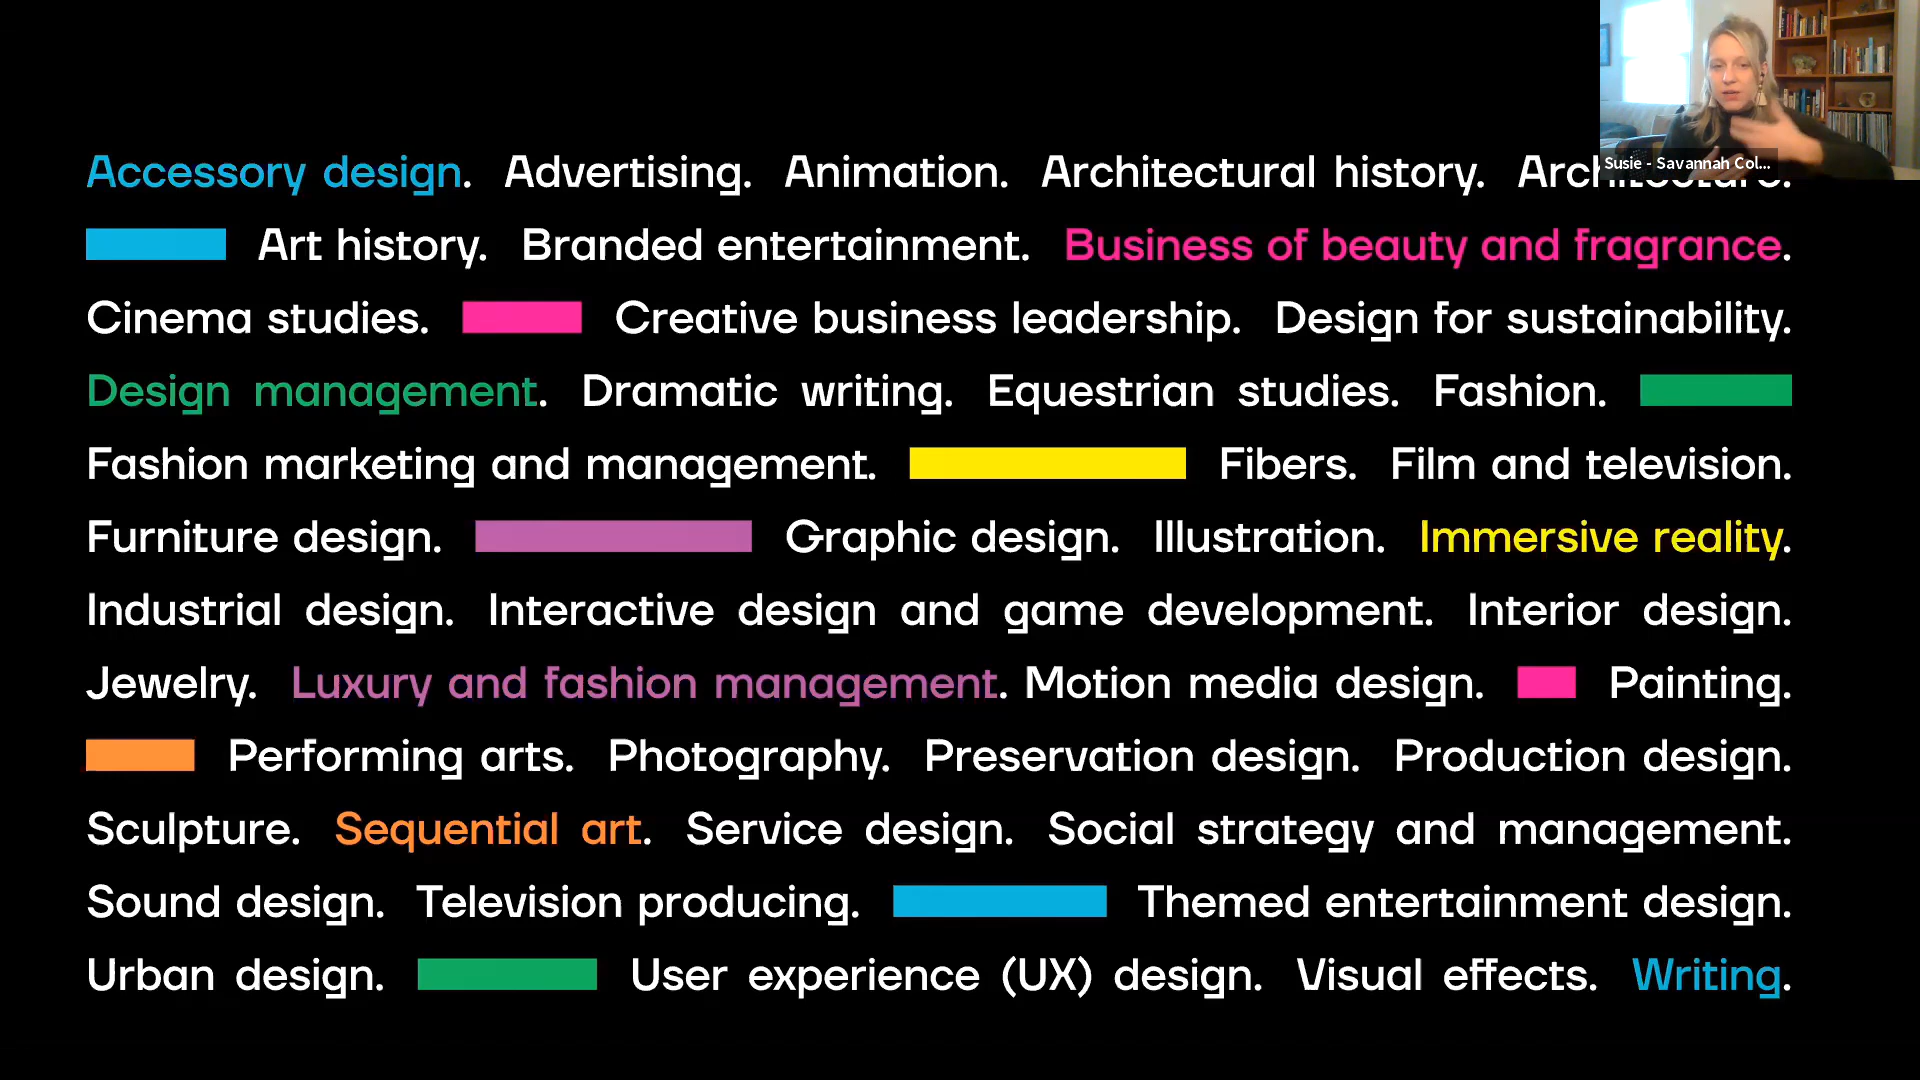 Susie - Savannah Col...
Accessory design. Advertising. Animation. Architectural history. Architecture.
Art history. Branded entertainment. Business of beauty and fragrance.
Cinema studies. Creative business leadership. Design for sustainability.
Design management. Dramatic writing. Equestrian studies. Fashion.
Fashion marketing and management. Fibers. Film and television.
Furniture design. Graphic design. Illustration. Immersive reality.
Industrial design. Interactive design and game development. Interior design.
Jewelry. Luxury and fashion management. Motion media design. Painting.
Performing arts. Photography. Preservation design. Production design.
Sculpture. Sequential art. Service design. Social strategy and management.
Sound design. Television producing. Themed entertainment design.
Urban design. User experience (UX) design. Visual effects. Writing.